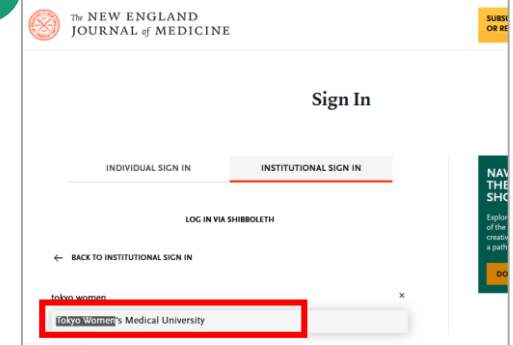 The NEW ENGLAND
JOURNAL of MEDICINE
SUBSC
OR RE
Sign In
INDIVIDUAL SIGN IN
INSTITUTIONAL SIGN IN
LOG IN VIA SHIBBOLETH
← BACK TO INSTITUTIONAL SIGN IN
tokyo women
×
Tokyo Women's Medical University
NAV
THE
SHO
Explor
of the
creativ
a path
DO